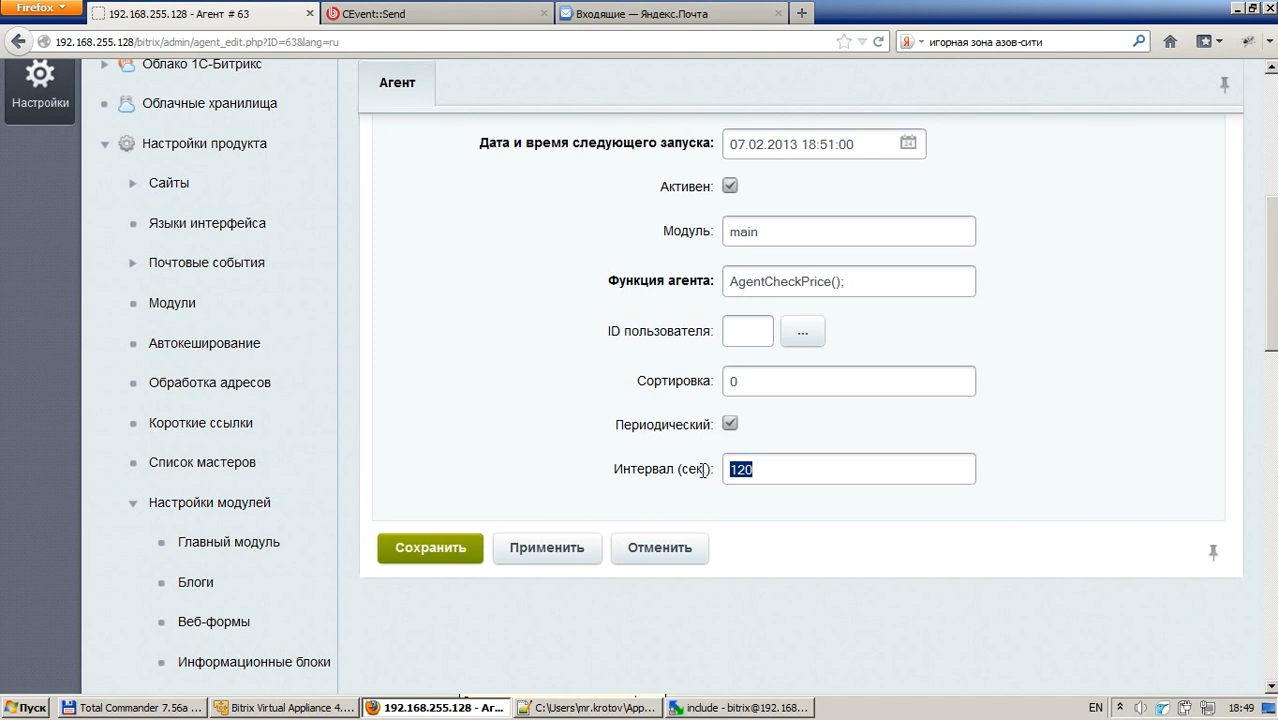 Firefox
192.168.255.128 - Агент # 63
CEvent::Send
Входящие — Яндекс.Почта
192.168.255.128/bitrix/admin/agent_edit.php?ID=63&lang=ru
игорная зона азов-сити
Настройки
Облако 1С-Битрикс
Облачные хранилища
Настройки продукта
Сайты
Языки интерфейса
Почтовые события
Модули
Автокеширование
Обработка адресов
Короткие ссылки
Список мастеров
Настройки модулей
Главный модуль
Блоги
Веб-формы
Информационные блоки
Агент
Дата и время следующего запуска: 07.02.2013 18:51:00
Активен:
Модуль: main
Функция агента: AgentCheckPrice();
ID пользователя: ...
Сортировка: 0
Периодический:
Интервал (сек.): 120
Сохранить Применить Отменить
Пуск
Total Commander 7.56a ...
Bitrix Virtual Appliance 4....
192.168.255.128 - Аг...
C:\Users\mr.krotov\App...
include - bitrix@192.168...
EN
18:49